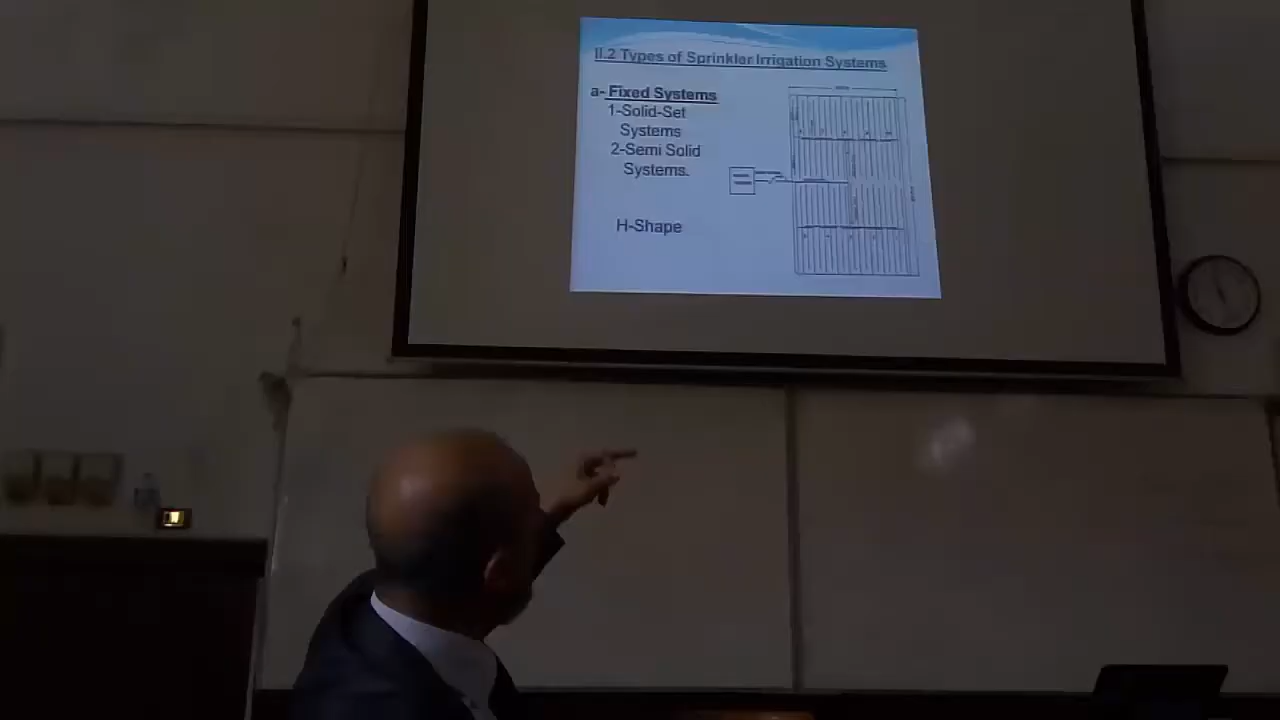 II.2 Types of Sprinkler Irrigation Systems
a- Fixed Systems
1-Solid-Set
Systems
2-Semi Solid
Systems.
H-Shape